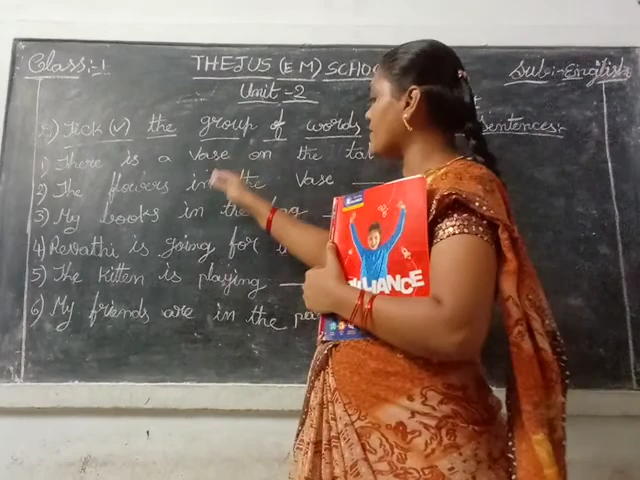 Class:-1
THEJUS (E M) SCHO
Sub:-English
Unit-2
2) Tick (✓) the group of words
Sentences:-
1) There is a vase on the
2) The flowers in the vase
3) My books in the
4) Revathi is going for
5) The kitten is playing
6) My friends are in the
LIANCE